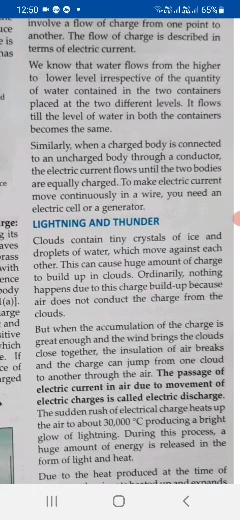 12:50
65%
involve a flow of charge from one point to
another. The flow of charge is described in
terms of electric current.
We know that water flows from the higher
to lower level irrespective of the quantity
of water contained in the two containers
placed at the two different levels. It flows
till the level of water in both the containers
becomes the same.
Similarly, when a charged body is connected
to an uncharged body through a conductor,
the electric current flows until the two bodies
are equally charged. To make electric current
move continuously in a wire, you need an
electric cell or a generator.
LIGHTNING AND THUNDER
Clouds contain tiny crystals of ice and
droplets of water, which move against each
other. This can cause huge amount of charge
to build up in clouds. Ordinarily, nothing
happens due to this charge build-up because
air does not conduct the charge from the
clouds.
But when the accumulation of the charge is
great enough and the wind brings the clouds
close together, the insulation of air breaks
and the charge can jump from one cloud
to another through the air. The passage of
electric current in air due to movement of
electric charges is called electric discharge.
The sudden rush of electrical charge heats up
the air to about 30,000 °C producing a bright
glow of lightning. During this process, a
huge amount of energy is released in the
form of light and heat.
Due to the heat produced at the time of